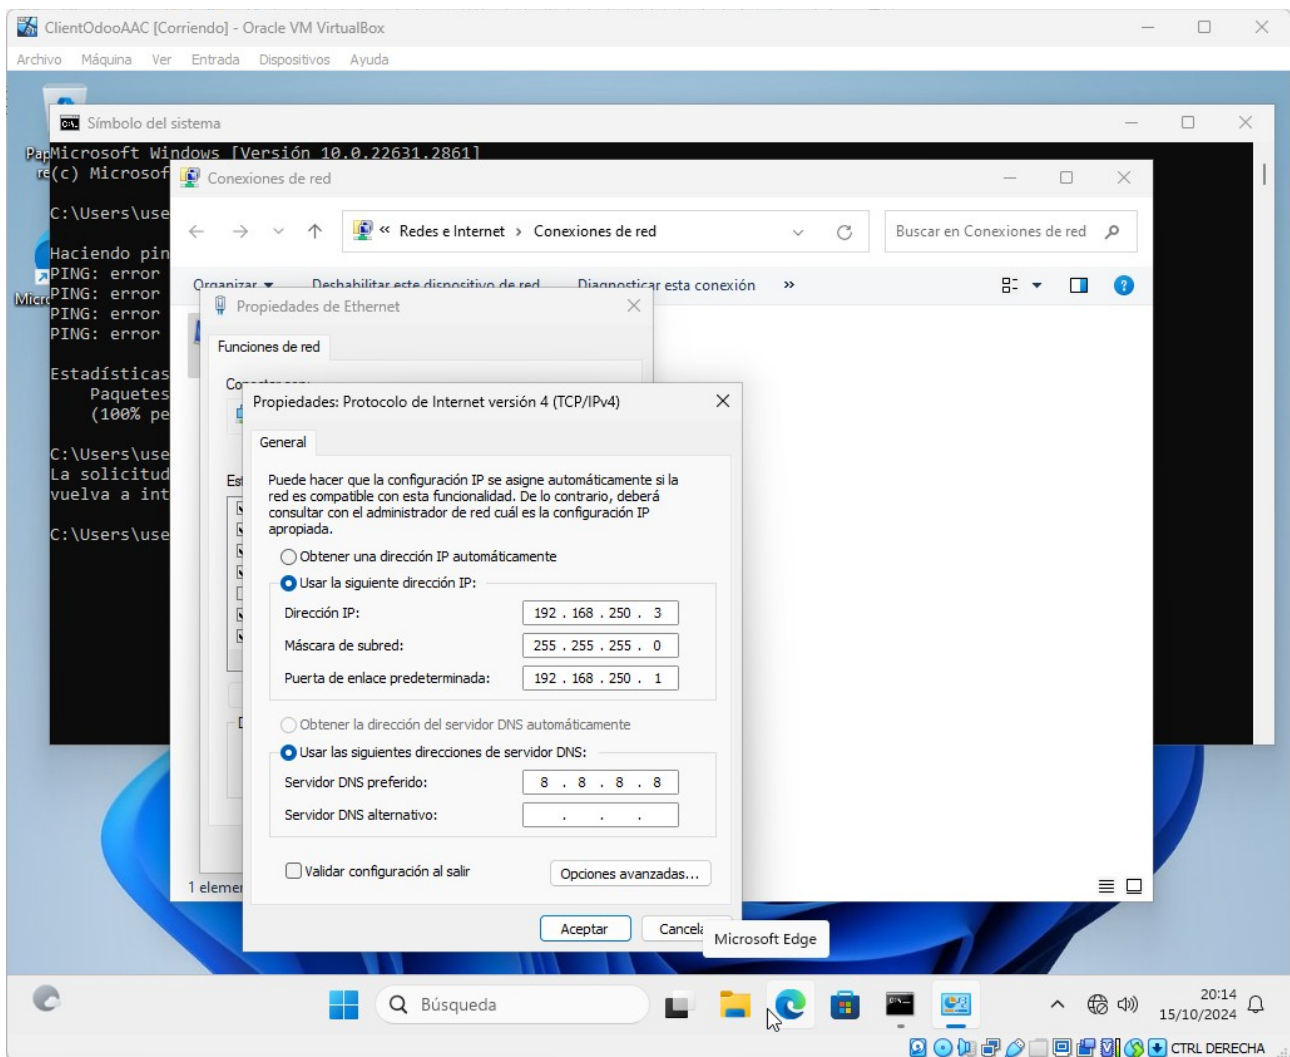 ClientOdooAAC [Corriendo] - Oracle VM VirtualBox
Archivo Máquina Ver Entrada Dispositivos Ayuda
Símbolo del sistema
Microsoft Windows [Versión 10.0.22631.2861]
(c) Microsof
C:\Users\use
Haciendo pin
PING: error
PING: error
PING: error
PING: error
Estadísticas
Paquetes
(100% pe
C:\Users\use
La solicitud
vuelva a int
C:\Users\use
Conexiones de red
« Redes e Internet › Conexiones de red
Buscar en Conexiones de red
Organizar Deshabilitar este dispositivo de red Diagnosticar esta conexión »
1 elemen
Propiedades de Ethernet
Funciones de red
Conectar con:
Propiedades: Protocolo de Internet versión 4 (TCP/IPv4)
General
Puede hacer que la configuración IP se asigne automáticamente si la
red es compatible con esta funcionalidad. De lo contrario, deberá
consultar con el administrador de red cuál es la configuración IP
apropiada.
Obtener una dirección IP automáticamente
Usar la siguiente dirección IP:
Dirección IP: 192 . 168 . 250 . 3
Máscara de subred: 255 . 255 . 255 . 0
Puerta de enlace predeterminada: 192 . 168 . 250 . 1
Obtener la dirección del servidor DNS automáticamente
Usar las siguientes direcciones de servidor DNS:
Servidor DNS preferido: 8 . 8 . 8 . 8
Servidor DNS alternativo: . . .
Validar configuración al salir
Opciones avanzadas...
Aceptar Cancela
Microsoft Edge
Búsqueda
20:14
15/10/2024
CTRL DERECHA